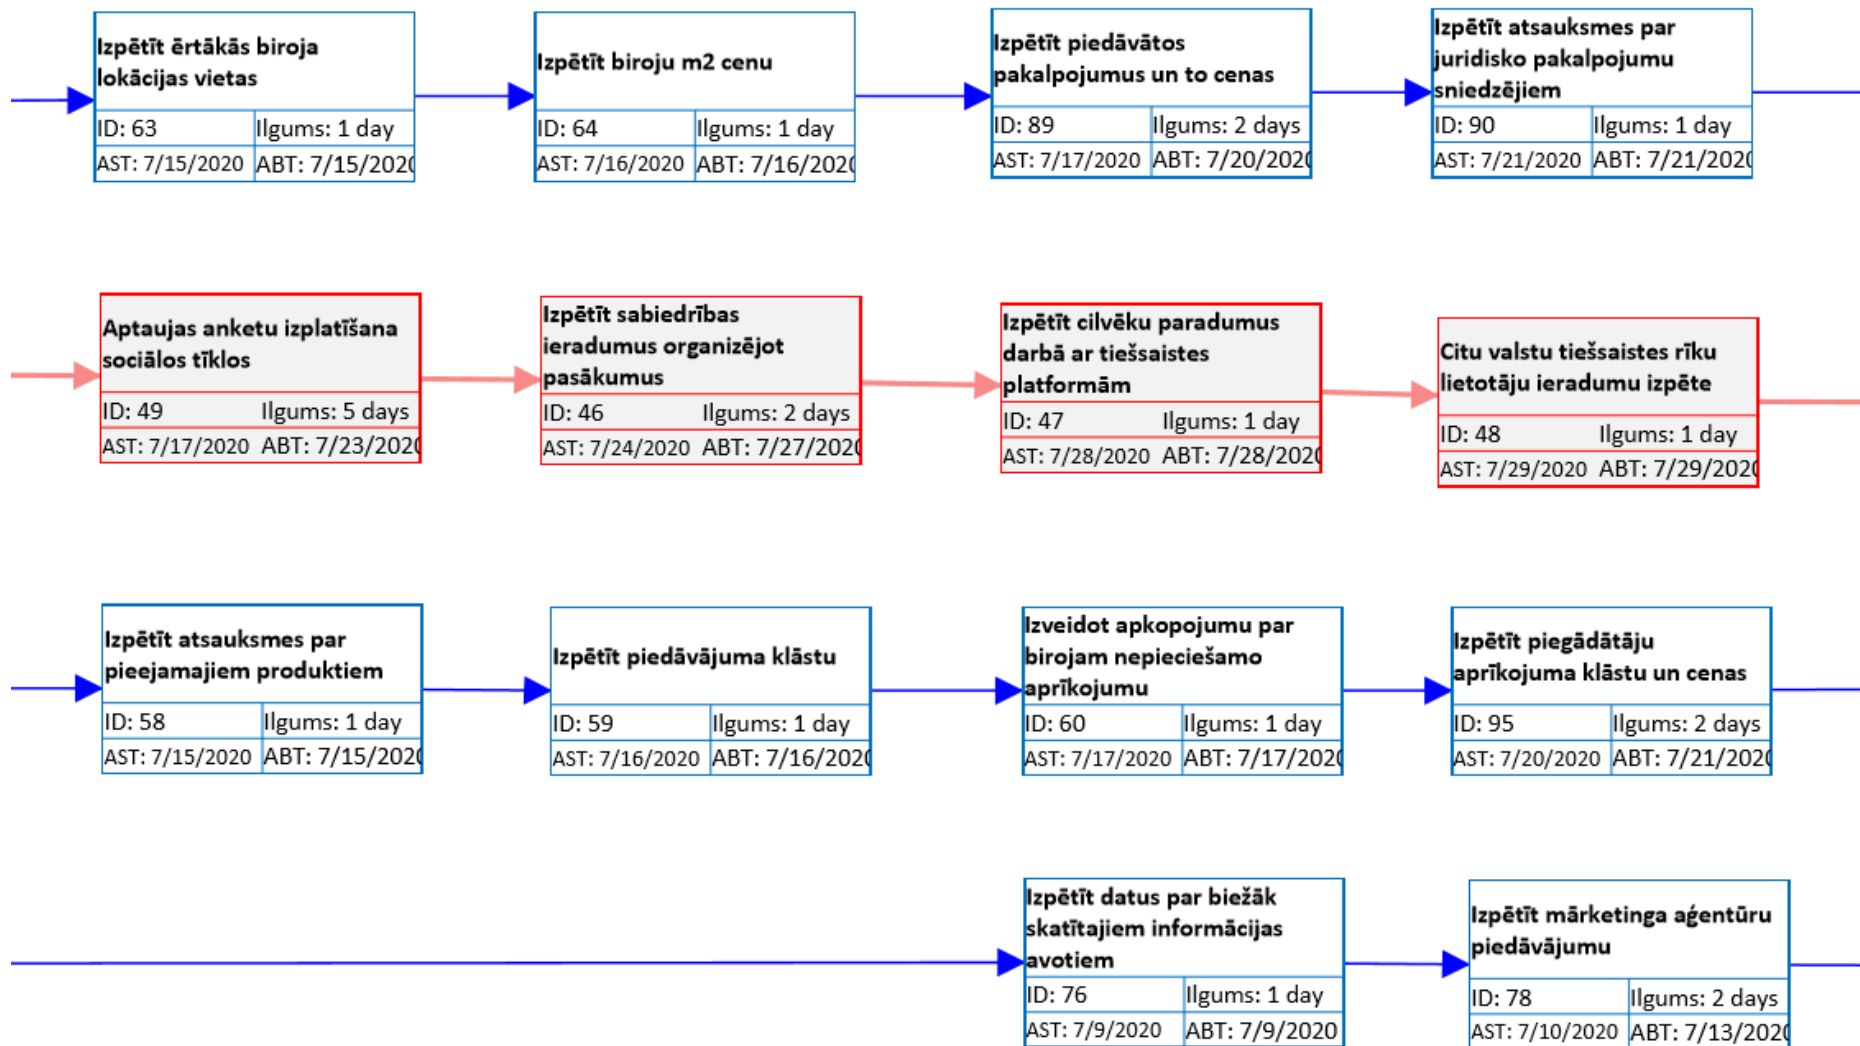 Izpētīt ērtākās biroja
lokācijas vietas
ID: 63 Ilgums: 1 day
AST: 7/15/2020 ABT: 7/15/2020
Izpētīt biroju m2 cenu
ID: 64 Ilgums: 1 day
AST: 7/16/2020 ABT: 7/16/2020
Izpētīt piedāvātos
pakalpojumus un to cenas
ID: 89 Ilgums: 2 days
AST: 7/17/2020 ABT: 7/20/2020
Izpētīt atsauksmes par
juridisko pakalpojumu
sniedzējiem
ID: 90 Ilgums: 1 day
AST: 7/21/2020 ABT: 7/21/2020
Aptaujas anketu izplatīšana
sociālos tīklos
ID: 49 Ilgums: 5 days
AST: 7/17/2020 ABT: 7/23/2020
Izpētīt sabiedrības
ieradumus organizējot
pasākumus
ID: 46 Ilgums: 2 days
AST: 7/24/2020 ABT: 7/27/2020
Izpētīt cilvēku paradumus
darbā ar tiešsaistes
platformām
ID: 47 Ilgums: 1 day
AST: 7/28/2020 ABT: 7/28/2020
Citu valstu tiešsaistes rīku
lietotāju ieradumu izpēte
ID: 48 Ilgums: 1 day
AST: 7/29/2020 ABT: 7/29/2020
Izpētīt atsauksmes par
pieejamajiem produktiem
ID: 58 Ilgums: 1 day
AST: 7/15/2020 ABT: 7/15/2020
Izpētīt piedāvājuma klāstu
ID: 59 Ilgums: 1 day
AST: 7/16/2020 ABT: 7/16/2020
Izveidot apkopojumu par
birojam nepieciešamo
aprīkojumu
ID: 60 Ilgums: 1 day
AST: 7/17/2020 ABT: 7/17/2020
Izpētīt piegādātāju
aprīkojuma klāstu un cenas
ID: 95 Ilgums: 2 days
AST: 7/20/2020 ABT: 7/21/2020
Izpētīt datus par biežāk
skatītajiem informācijas
avotiem
ID: 76 Ilgums: 1 day
AST: 7/9/2020 ABT: 7/9/2020
Izpētīt mārketinga aģentūru
piedāvājumu
ID: 78 Ilgums: 2 days
AST: 7/10/2020 ABT: 7/13/2020